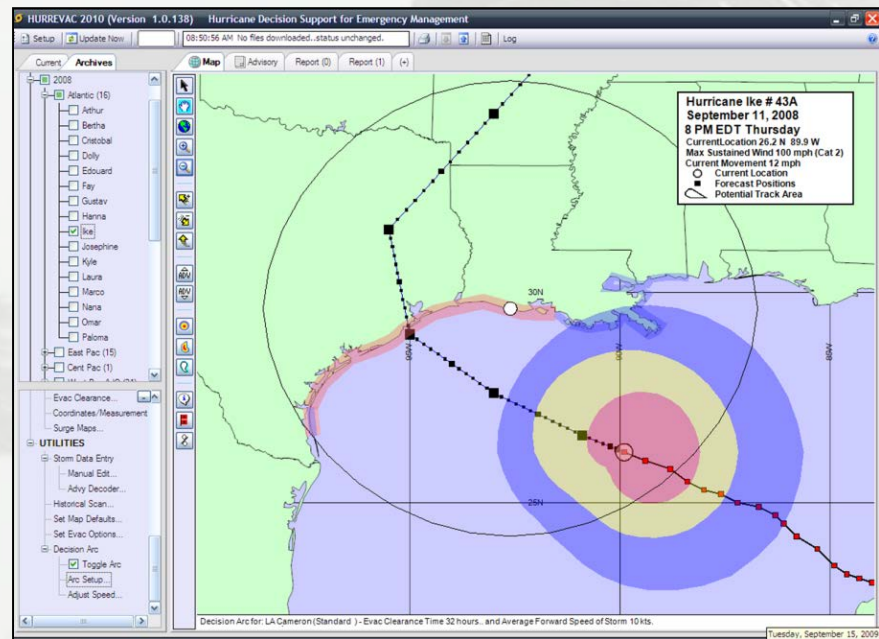 HURREVAC 2010 (Version 1.0.138) Hurricane Decision Support for Emergency Management
Setup Update Now 08:50:56 AM No files downloaded..status unchanged. Log
Current Archives
Map Advisory Report (0) Report (1) (+)
2008
Atlantic (16)
Arthur
Bertha
Cristobal
Dolly
Edouard
Fay
Gustav
Hanna
Ike
Josephine
Kyle
Laura
Marco
Nana
Omar
Paloma
East Pac (15)
Cent Pac (1)
Evac Clearance...
Coordinates/Measurement
Surge Maps...
UTILITIES
Storm Data Entry
Manual Edt...
Advy Decoder...
Historical Scan...
Set Map Defaults...
Set Evac Options...
Decision Arc
Toggle Arc
Arc Setup...
Adjust Speed...
ADV
ADV
Hurricane Ike # 43A
September 11, 2008
8 PM EDT Thursday
CurrentLocation 26.2 N 89.9 W
Max Sustained Wind 100 mph (Cat 2)
Current Movement 12 mph
Current Location
Forecast Positions
Potential Track Area
30N
95W
90W
85W
25N
Decision Arc for: LA Cameron (Standard ) - Evac Clearance Time 32 hours.. and Average Forward Speed of Storm 10 kts.
Tuesday, September 15, 2009